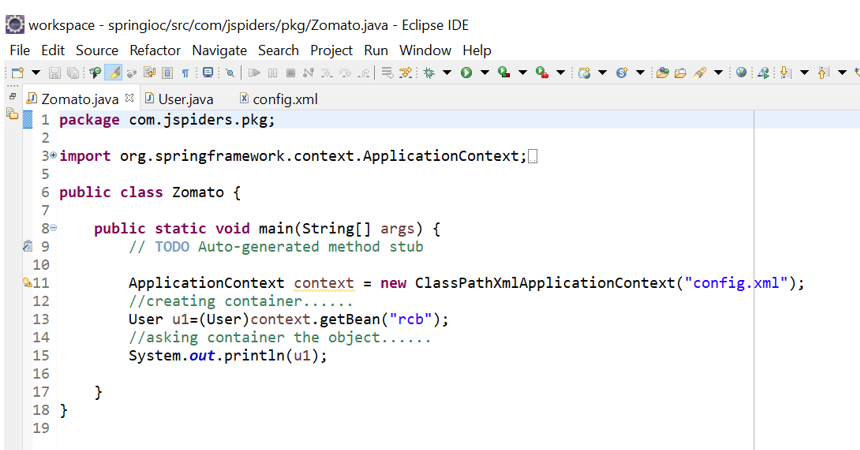 workspace - springioc/src/com/jspiders/pkg/Zomato.java - Eclipse IDE
File Edit Source Refactor Navigate Search Project Run Window Help
Zomato.java User.java config.xml
1 package com.jspiders.pkg;
2
3 import org.springframework.context.ApplicationContext;
5
6 public class Zomato {
7
8 public static void main(String[] args) {
9 // TODO Auto-generated method stub
10
11 ApplicationContext context = new ClassPathXmlApplicationContext("config.xml");
12 //creating container......
13 User u1=(User)context.getBean("rcb");
14 //asking container the object......
15 System.out.println(u1);
16
17 }
18 }
19